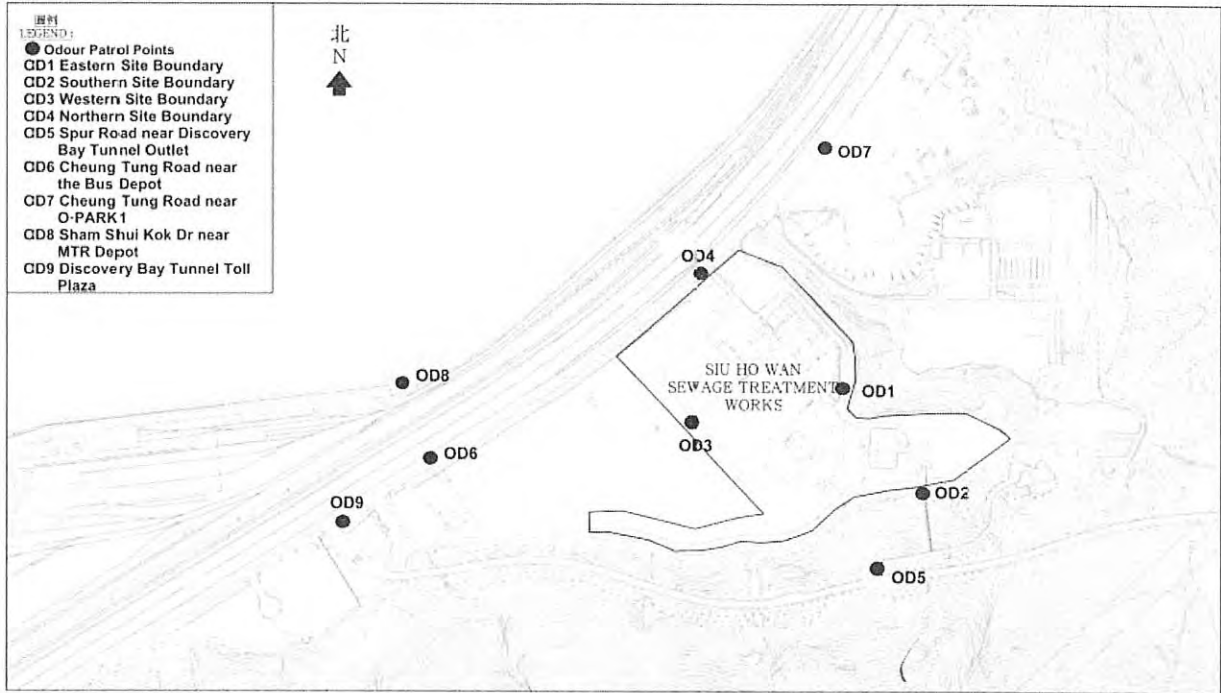 圖例
LEGEND :
Odour Patrol Points
OD1 Eastern Site Boundary
OD2 Southern Site Boundary
OD3 Western Site Boundary
OD4 Northern Site Boundary
OD5 Spur Road near Discovery
Bay Tunnel Outlet
OD6 Cheung Tung Road near
the Bus Depot
OD7 Cheung Tung Road near
O-PARK1
OD8 Sham Shui Kok Dr near
MTR Depot
OD9 Discovery Bay Tunnel Toll
Plaza
北
N
OD7
OD4
SIU HO WAN
SEWAGE TREATMENT
WORKS
OD8
OD1
OD3
OD6
OD2
OD9
OD5